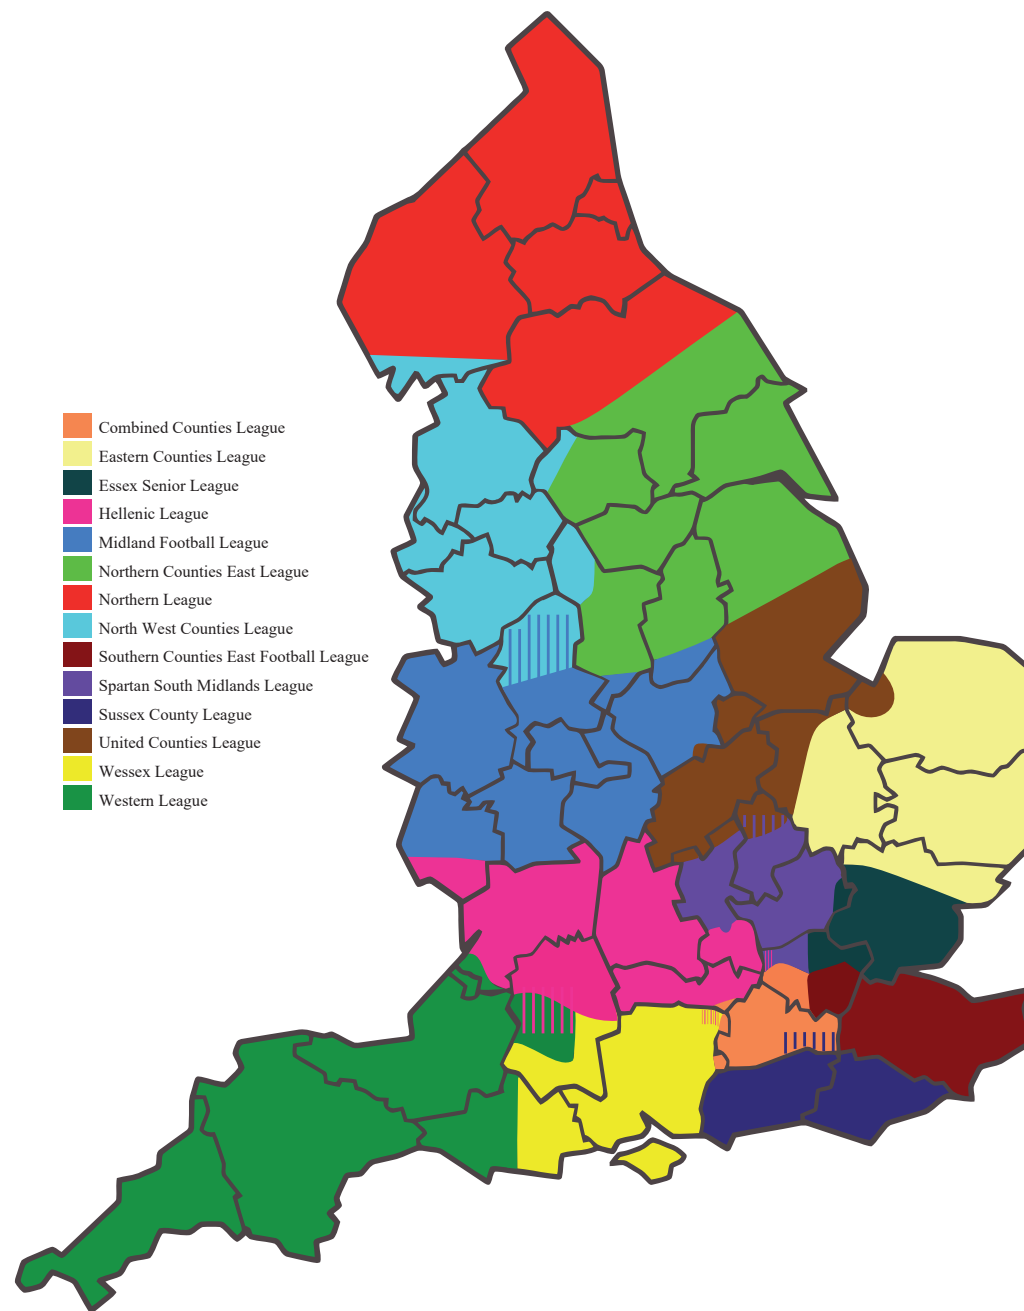 Combined Counties League
Eastern Counties League
Essex Senior League
Hellenic League
Midland Football League
Northern Counties East League
Northern League
North West Counties League
Southern Counties East Football League
Spartan South Midlands League
Sussex County League
United Counties League
Wessex League
Western League